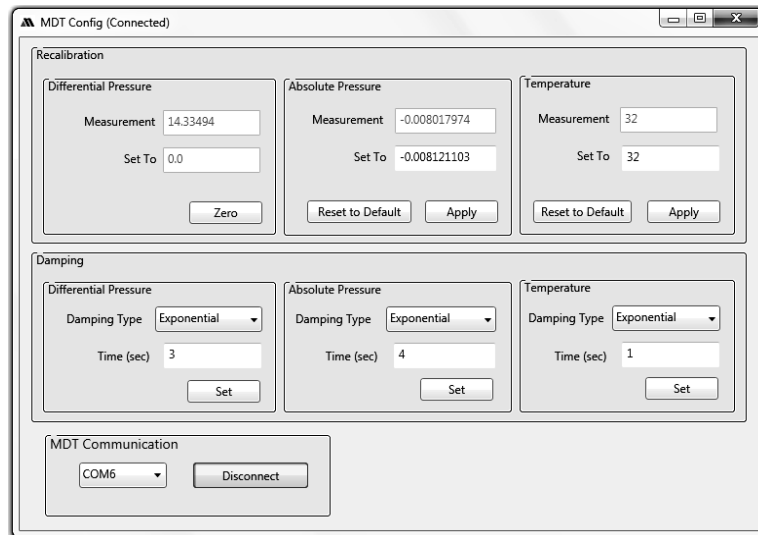 MDT Config (Connected)
Recalibration
Differential Pressure
Measurement 14.33494
Set To 0.0
Zero
Absolute Pressure
Measurement -0.008017974
Set To -0.008121103
Reset to Default Apply
Temperature
Measurement 32
Set To 32
Reset to Default Apply
Damping
Differential Pressure
Damping Type Exponential
Time (sec) 3
Set
Absolute Pressure
Damping Type Exponential
Time (sec) 4
Set
Temperature
Damping Type Exponential
Time (sec) 1
Set
MDT Communication
COM6 Disconnect